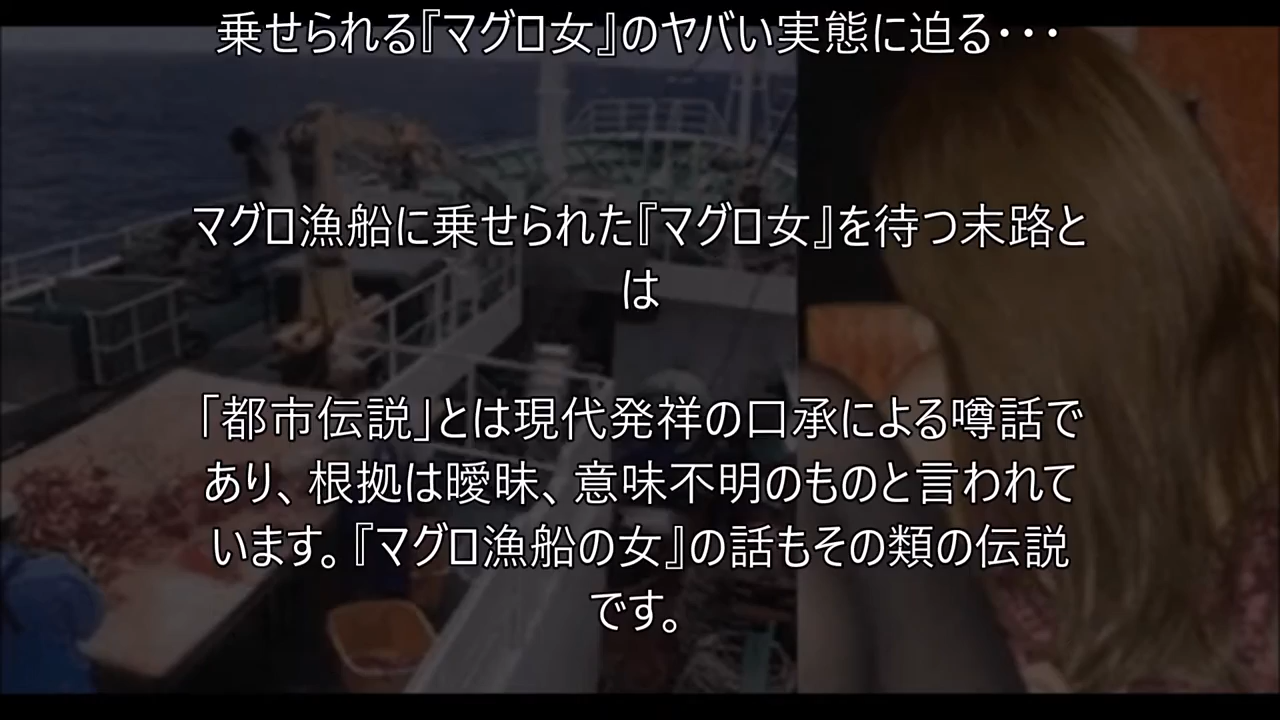 乗せられる『マグロ女』のヤバい実態に迫る・・・
マグロ漁船に乗せられた『マグロ女』を待つ末路と
は
「都市伝説」とは現代発祥の口承による噂話で
あり、根拠は曖昧、意味不明のものと言われて
います。『マグロ漁船の女』の話もその類の伝説
です。